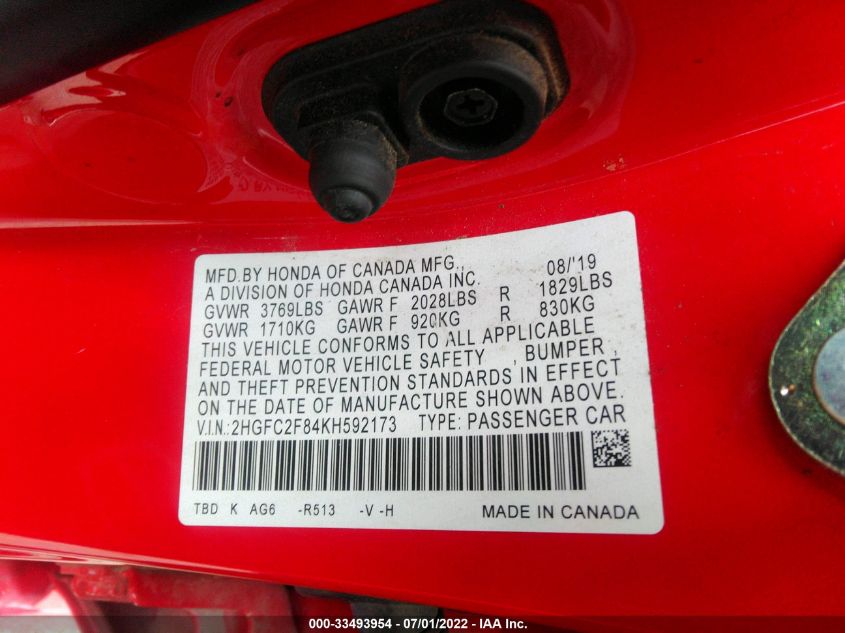 MFD.BY HONDA OF CANADA MFG., 08/'19
A DIVISION OF HONDA CANADA INC.
GVWR 3769LBS GAWR F 2028LBS R 1829LBS
GVWR 1710KG GAWR F 920KG R 830KG
THIS VEHICLE CONFORMS TO ALL APPLICABLE
FEDERAL MOTOR VEHICLE SAFETY , BUMPER ,
AND THEFT PREVENTION STANDARDS IN EFFECT
ON THE DATE OF MANUFACTURE SHOWN ABOVE.
V.I.N.: 2HGFC2F84KH592173 TYPE: PASSENGER CAR
TBD K AG6 -R513 -V -H MADE IN CANADA
000-33493954 / 07/01/2022 - IAA Inc.